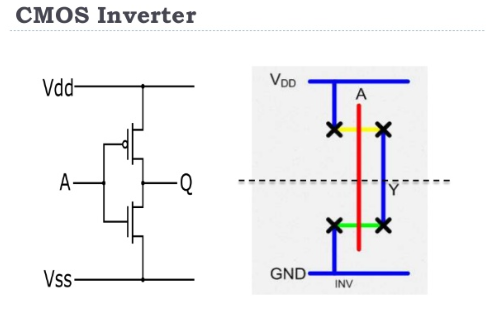 CMOS Inverter
Vdd
A
Q
Vss
VDD
A
Y
GND
INV